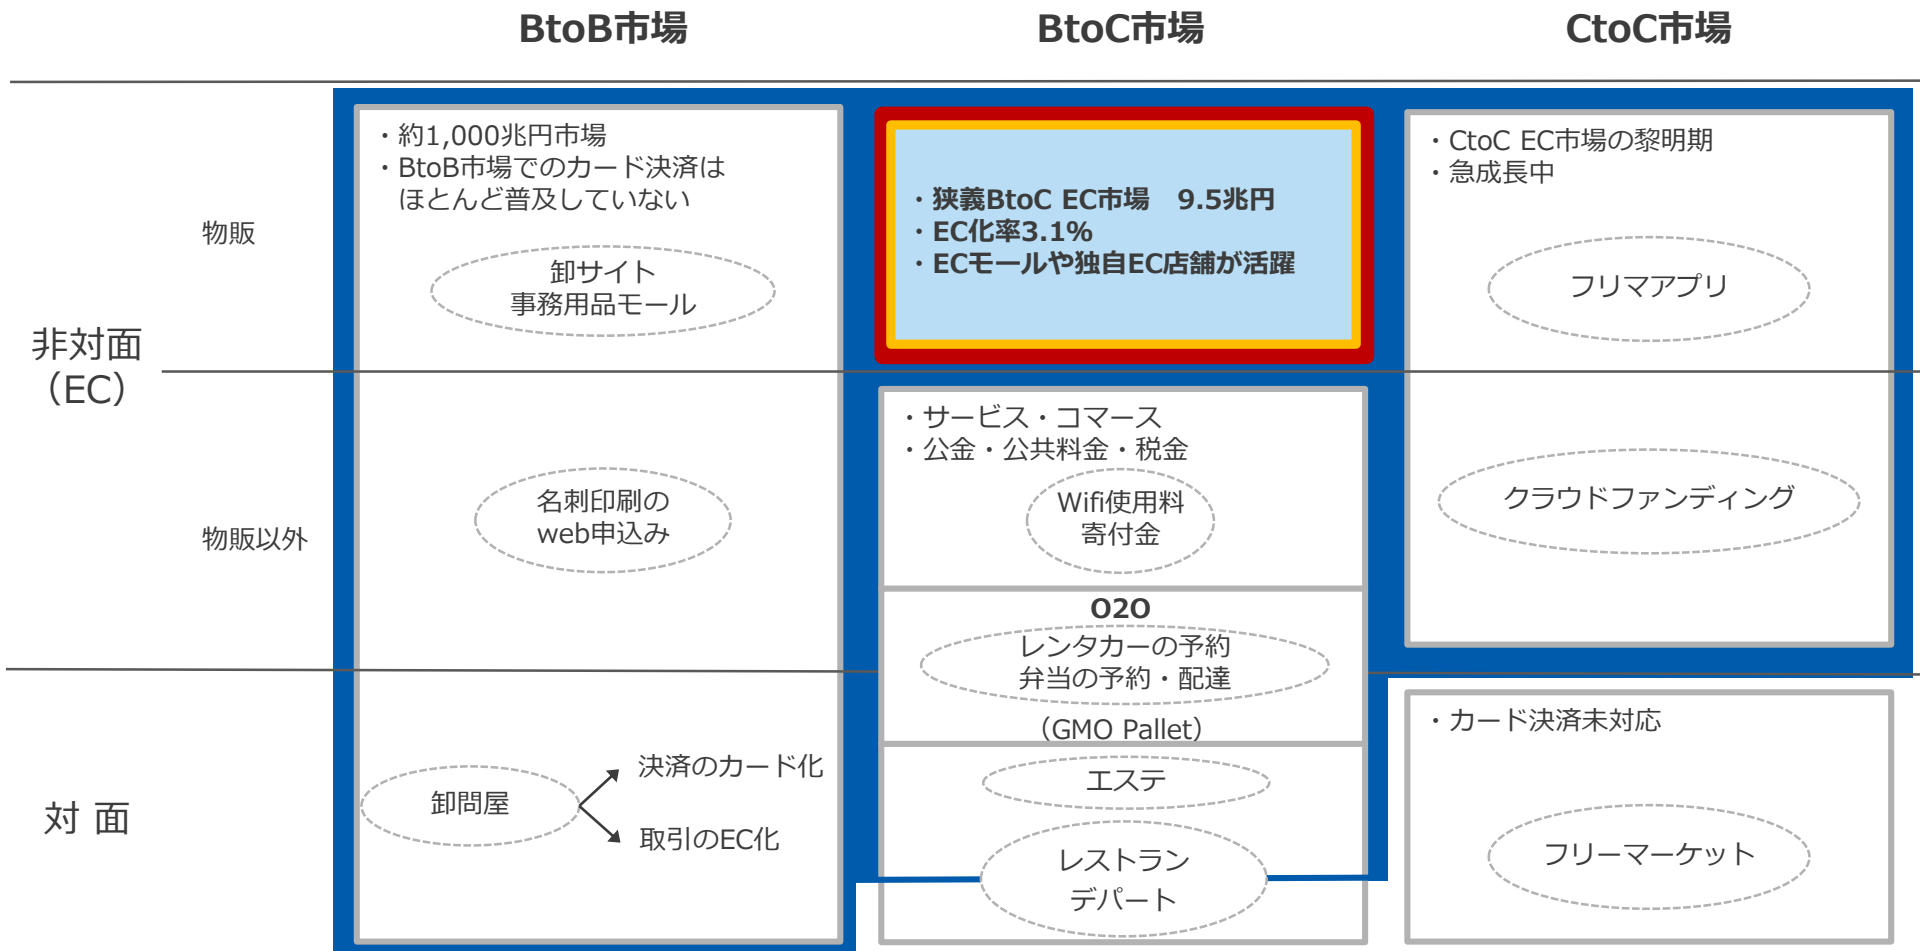 BtoB市場
BtoC市場
CtoC市場
非対面
（EC）
物販
・約1,000兆円市場
・BtoB市場でのカード決済は
ほとんど普及していない
卸サイト
事務用品モール
・狭義BtoC EC市場　9.5兆円
・EC化率3.1%
・ECモールや独自EC店舗が活躍
・CtoC EC市場の黎明期
・急成長中
フリマアプリ
物販以外
名刺印刷の
web申込み
・サービス・コマース
・公金・公共料金・税金
Wifi使用料
寄付金
クラウドファンディング
O2O
レンタカーの予約
弁当の予約・配達
（GMO Pallet）
対 面
卸問屋
決済のカード化
取引のEC化
エステ
レストラン
デパート
・カード決済未対応
フリーマーケット